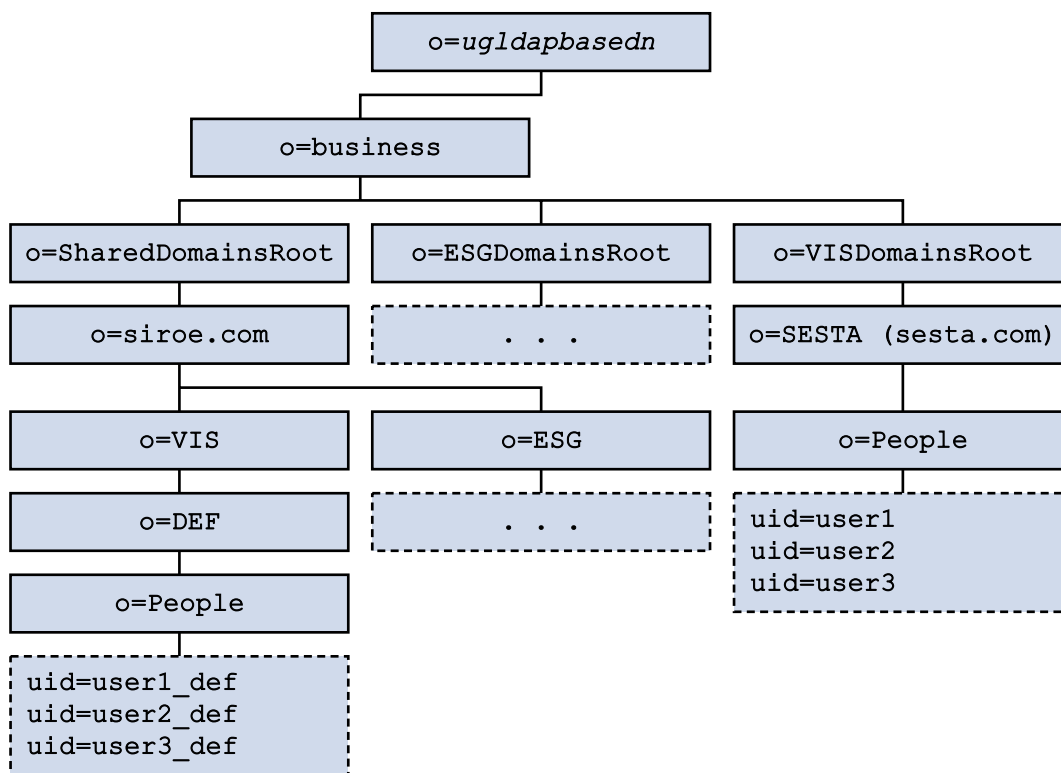 o=ugldapbasedn
o=business
o=SharedDomainsRoot
o=ESGDomainsRoot
o=VISDomainsRoot
o=siroe.com
. . .
o=SESTA (sesta.com)
o=VIS
o=ESG
o=People
o=DEF
. . .
uid=user1
uid=user2
uid=user3
o=People
uid=user1_def
uid=user2_def
uid=user3_def